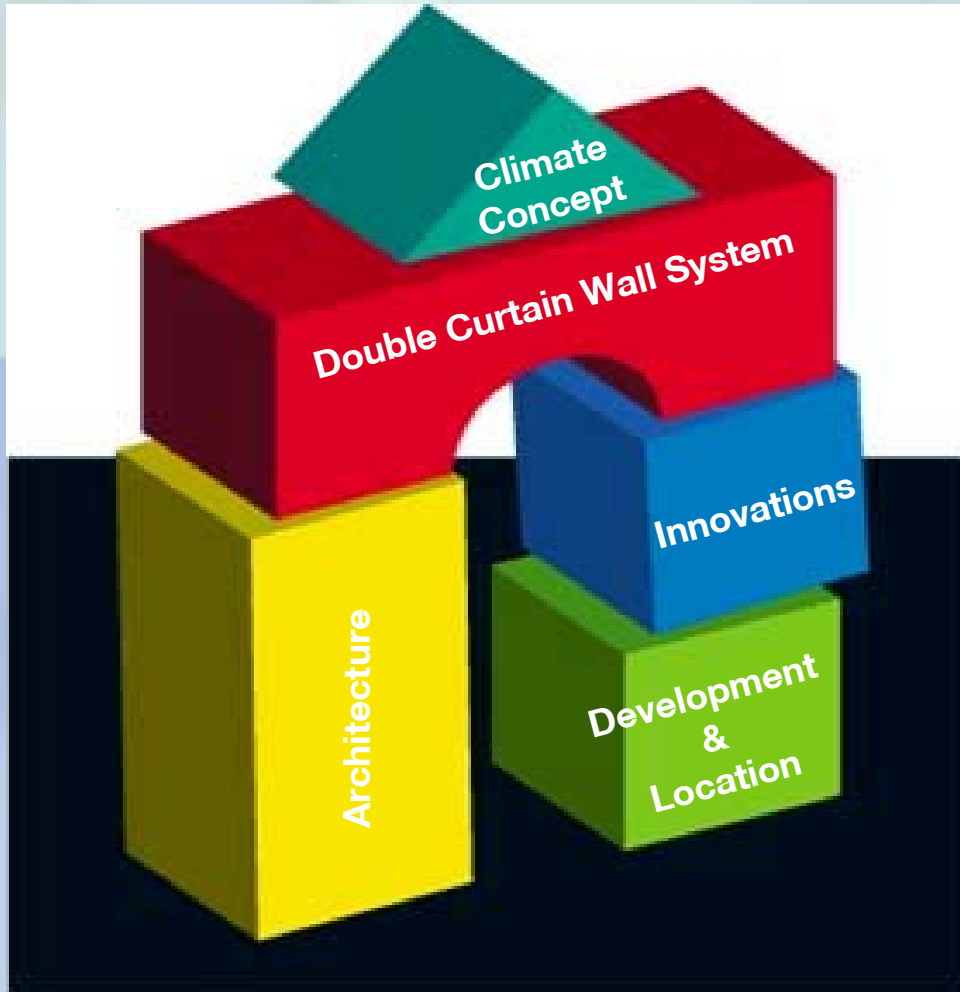 Climate
Concept
Double Curtain Wall System
Innovations
Architecture
Development
&
Location